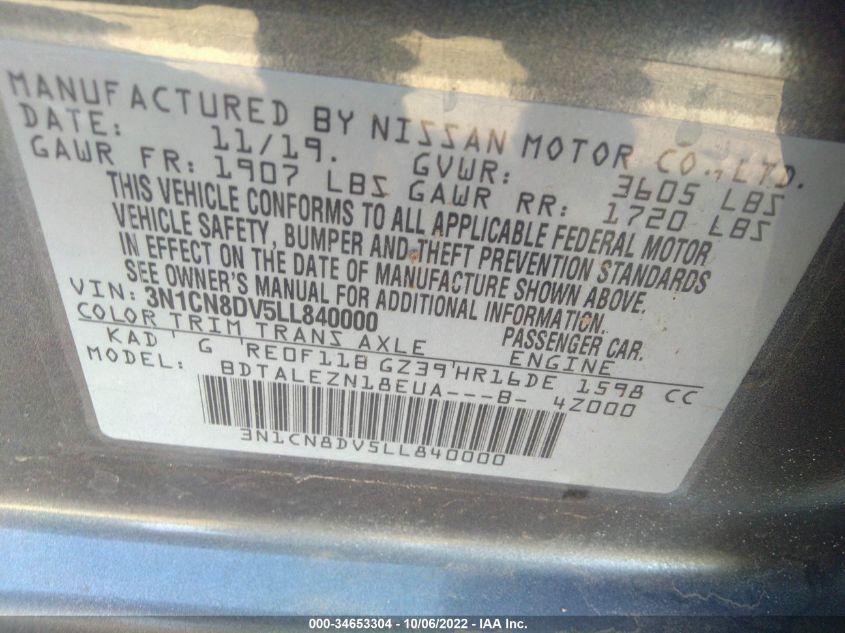 MANUFACTURED BY NISSAN MOTOR CO., LTD.
DATE: 11/19. GVWR: 3605 LBS
GAWR FR: 1907 LBS GAWR RR: 1720 LBS
THIS VEHICLE CONFORMS TO ALL APPLICABLE FEDERAL MOTOR
VEHICLE SAFETY, BUMPER AND THEFT PREVENTION STANDARDS
IN EFFECT ON THE DATE OF MANUFACTURE SHOWN ABOVE.
SEE OWNER'S MANUAL FOR ADDITIONAL INFORMATION.
VIN: 3N1CN8DV5LL840000 PASSENGER CAR.
COLOR TRIM TRANS AXLE ENGINE
KAD G RE0F11B GZ39 HR16DE 1598 CC
MODEL: BDTALEZN18EUA---B- 4Z000
3N1CN8DV5LL840000
000-34653304 - 10/06/2022 - IAA Inc.